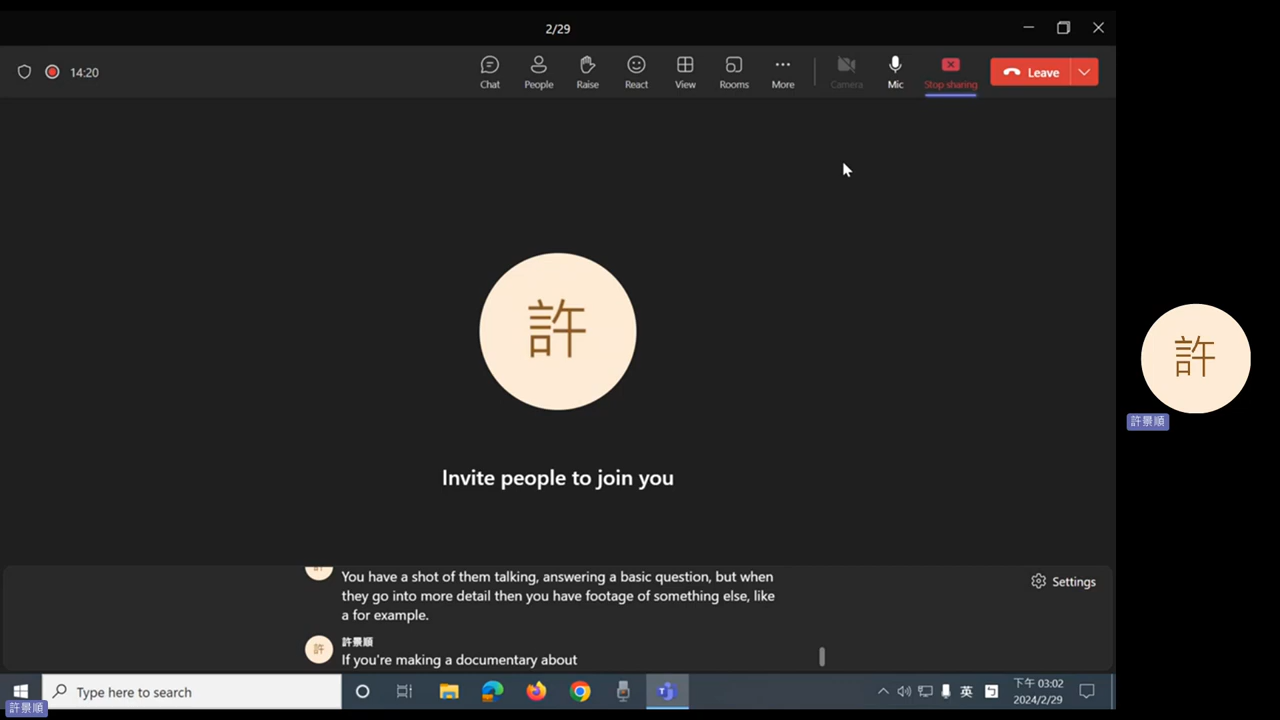 2/29
14:20
Chat
People
Raise
React
View
Rooms
More
Camera
Mic
Stop sharing
Leave
許
許
許景順
Invite people to join you
You have a shot of them talking, answering a basic question, but when
they go into more detail then you have footage of something else, like
a for example.
Settings
許景順
許
If you're making a documentary about
Type here to search
英
下午 03:02
2024/2/29
許景順